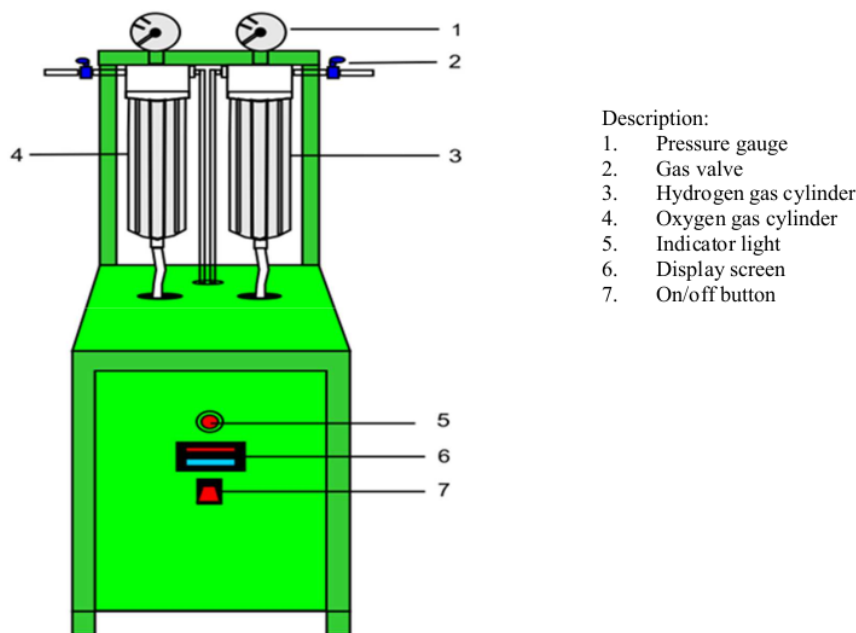 1
2
4
3
5
6
7
Description:
1. Pressure gauge
2. Gas valve
3. Hydrogen gas cylinder
4. Oxygen gas cylinder
5. Indicator light
6. Display screen
7. On/off button